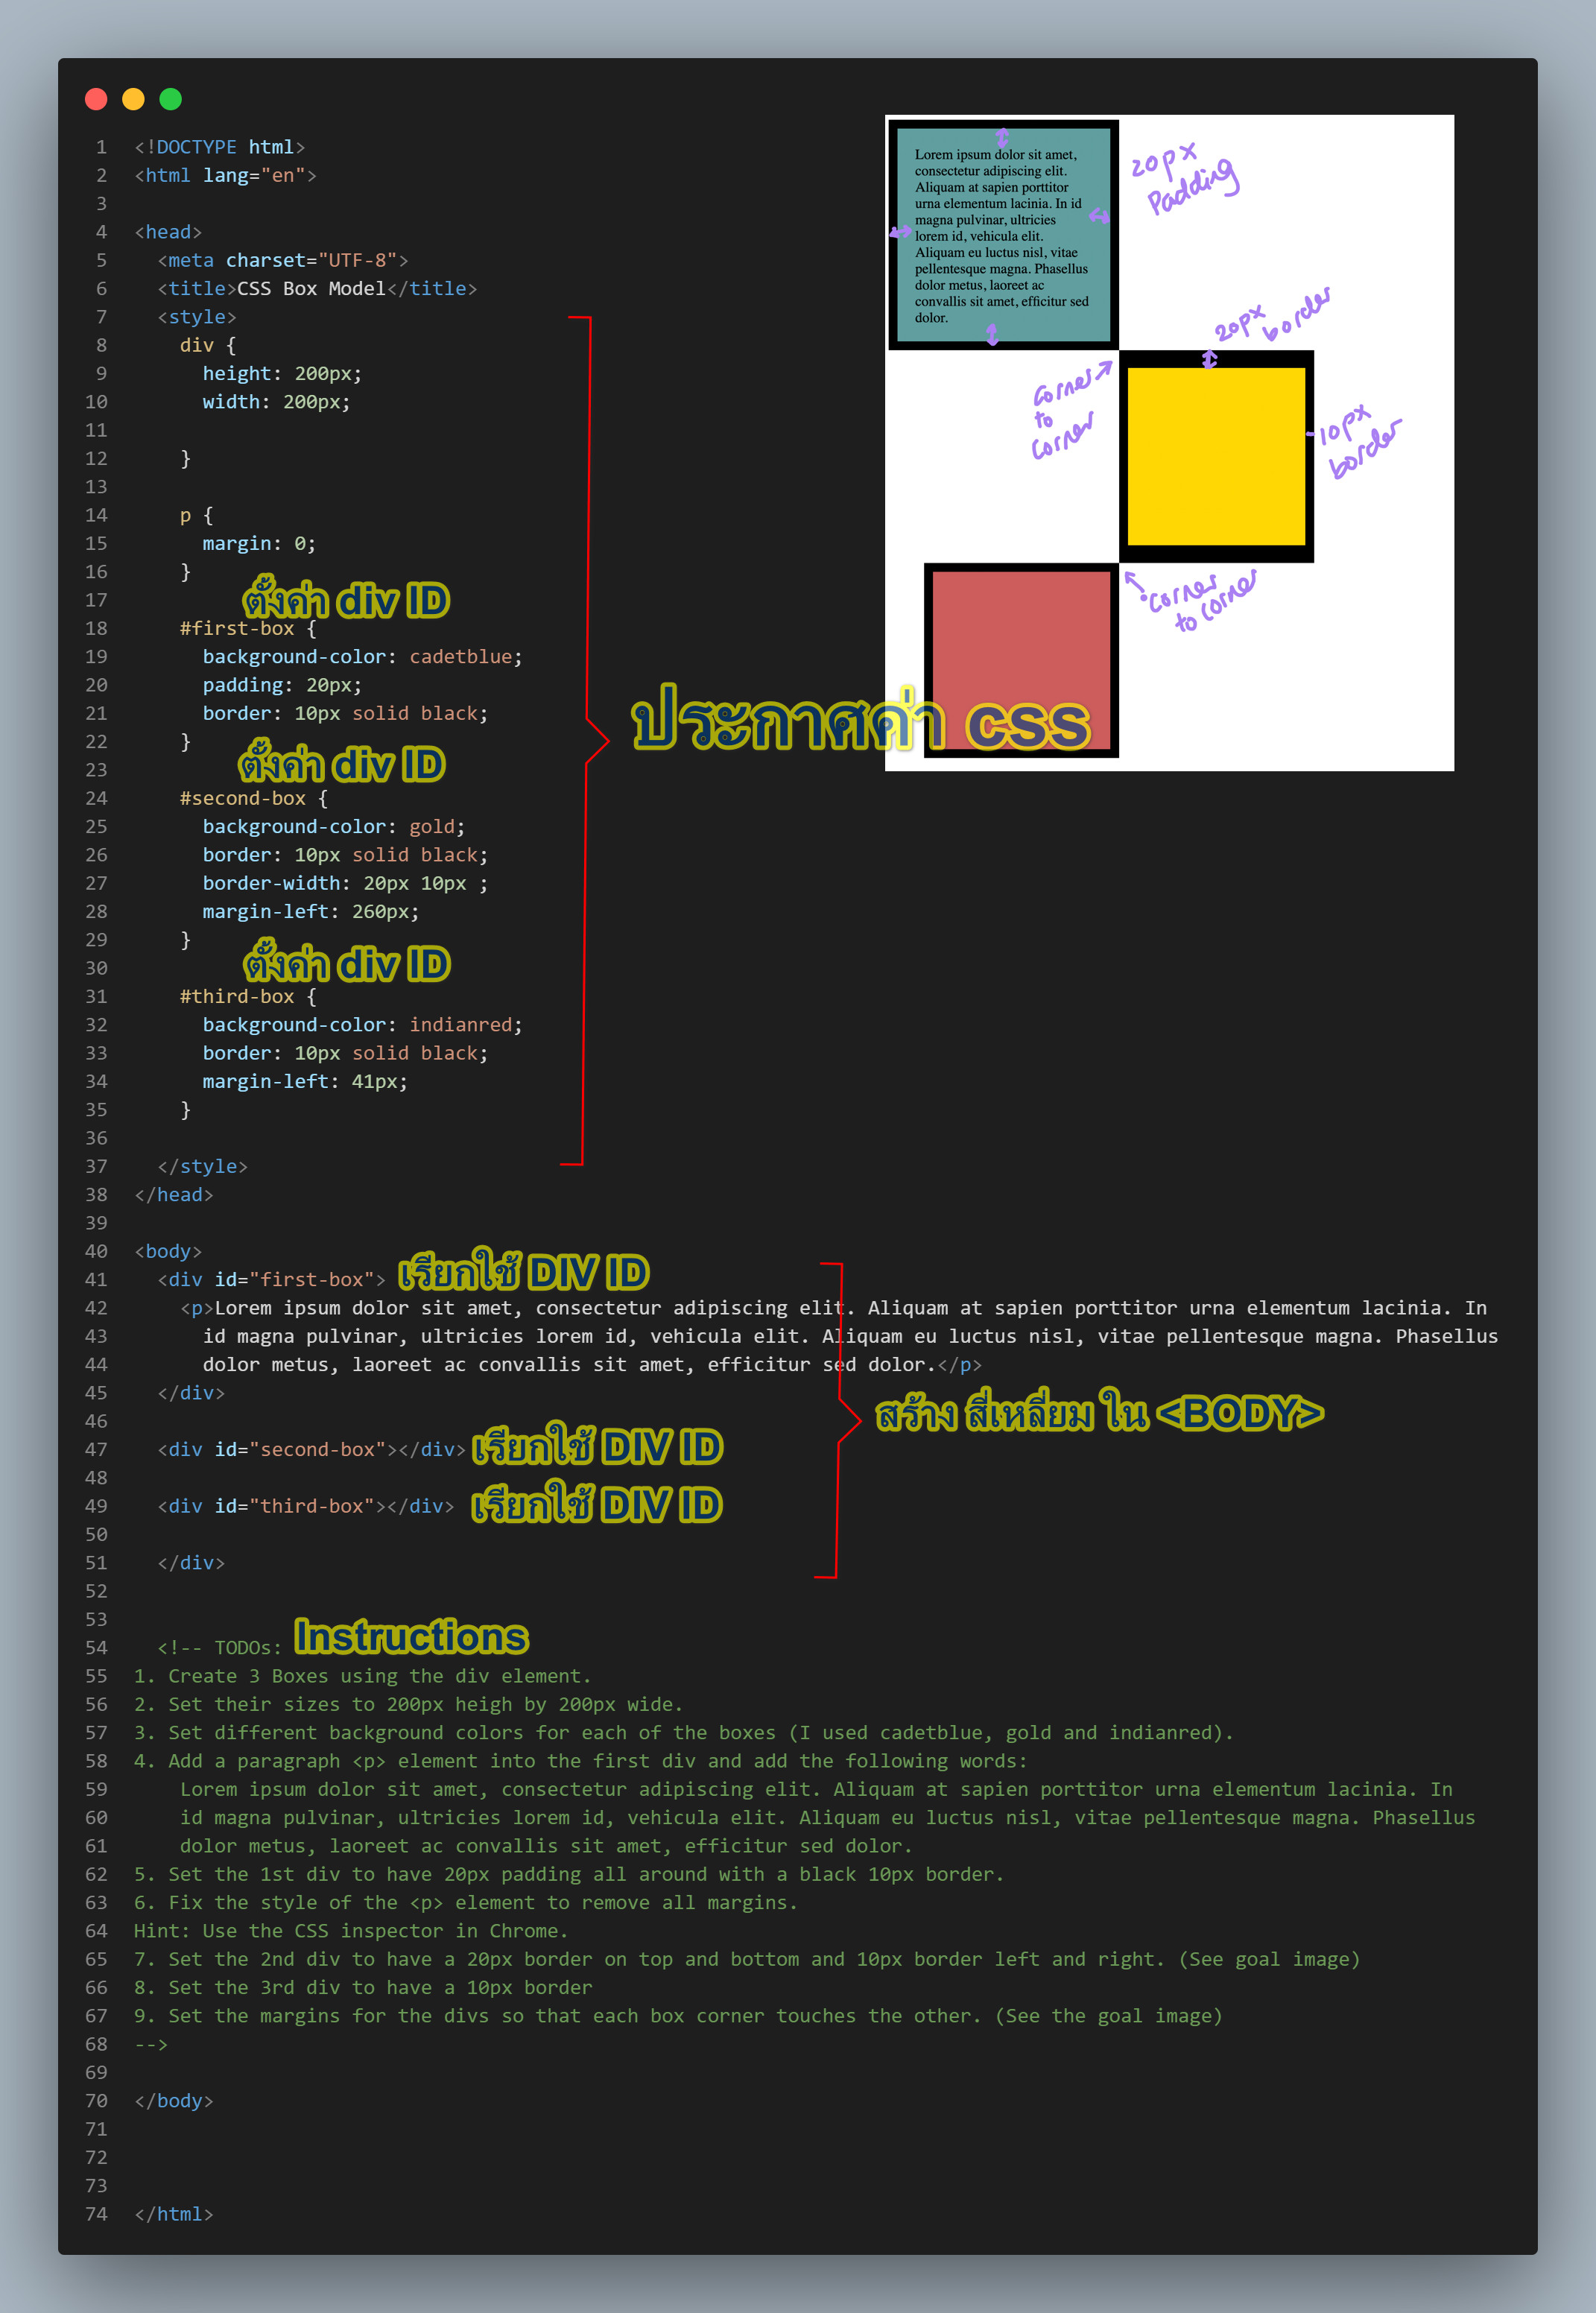 1 <!DOCTYPE html>
2 <html lang="en">
3
4 <head>
5 <meta charset="UTF-8">
6 <title>CSS Box Model</title>
7 <style>
8 div {
9 height: 200px;
10 width: 200px;
11
12 }
13
14 p {
15 margin: 0;
16 }
17 ตั้งค่า div ID
18 #first-box {
19 background-color: cadetblue;
20 padding: 20px;
21 border: 10px solid black;
22 }
23 ตั้งค่า div ID
24 #second-box {
25 background-color: gold;
26 border: 10px solid black;
27 border-width: 20px 10px ;
28 margin-left: 260px;
29 }
30 ตั้งค่า div ID
31 #third-box {
32 background-color: indianred;
33 border: 10px solid black;
34 margin-left: 41px;
35 }
36
37 </style>
38 </head>
39
ประกาศค่า css
Lorem ipsum dolor sit amet,
consectetur adipiscing elit.
Aliquam at sapien porttitor
urna elementum lacinia. In id
magna pulvinar, ultricies
lorem id, vehicula elit.
Aliquam eu luctus nisl, vitae
pellentesque magna. Phasellus
dolor metus, laoreet ac
convallis sit amet, efficitur sed
dolor.
20px
Padding
20px border
Corner
to
Corner
10px
border
Corner
to Corner
40 <body>
41 <div id="first-box"> เรียกใช้ DIV ID
42 <p>Lorem ipsum dolor sit amet, consectetur adipiscing elit. Aliquam at sapien porttitor urna elementum lacinia. In
43 id magna pulvinar, ultricies lorem id, vehicula elit. Aliquam eu luctus nisl, vitae pellentesque magna. Phasellus
44 dolor metus, laoreet ac convallis sit amet, efficitur sed dolor.</p>
45 </div>
สร้าง สี่เหลี่ยม ใน <BODY>
46
47 <div id="second-box"></div> เรียกใช้ DIV ID
48
49 <div id="third-box"></div> เรียกใช้ DIV ID
50
51 </div>
52
53
54 <!-- TODOs: Instructions
55 1. Create 3 Boxes using the div element.
56 2. Set their sizes to 200px heigh by 200px wide.
57 3. Set different background colors for each of the boxes (I used cadetblue, gold and indianred).
58 4. Add a paragraph <p> element into the first div and add the following words:
59 Lorem ipsum dolor sit amet, consectetur adipiscing elit. Aliquam at sapien porttitor urna elementum lacinia. In
60 id magna pulvinar, ultricies lorem id, vehicula elit. Aliquam eu luctus nisl, vitae pellentesque magna. Phasellus
61 dolor metus, laoreet ac convallis sit amet, efficitur sed dolor.
62 5. Set the 1st div to have 20px padding all around with a black 10px border.
63 6. Fix the style of the <p> element to remove all margins.
64 Hint: Use the CSS inspector in Chrome.
65 7. Set the 2nd div to have a 20px border on top and bottom and 10px border left and right. (See goal image)
66 8. Set the 3rd div to have a 10px border
67 9. Set the margins for the divs so that each box corner touches the other. (See the goal image)
68 -->
69
70 </body>
71
72
73
74 </html>